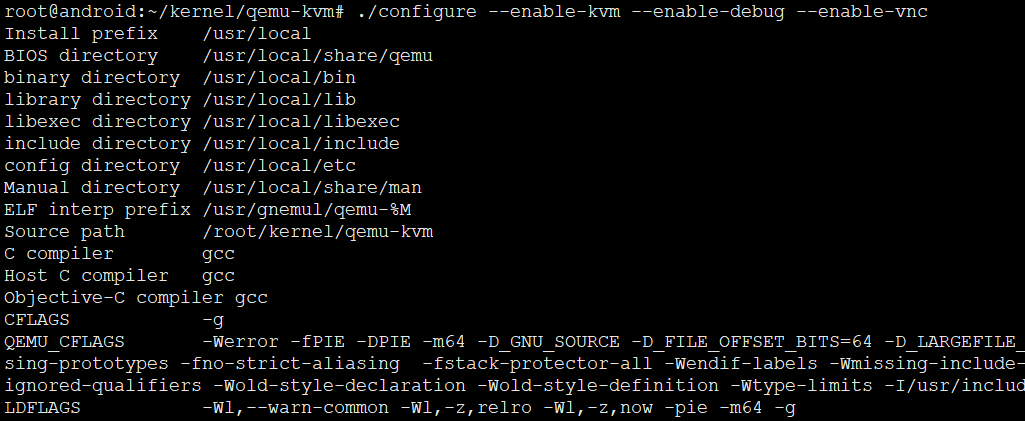 root@android:~/kernel/qemu-kvm# ./configure --enable-kvm --enable-debug --enable-vnc
Install prefix    /usr/local
BIOS directory    /usr/local/share/qemu
binary directory  /usr/local/bin
library directory /usr/local/lib
libexec directory /usr/local/libexec
include directory /usr/local/include
config directory  /usr/local/etc
Manual directory  /usr/local/share/man
ELF interp prefix /usr/gnemul/qemu-%M
Source path       /root/kernel/qemu-kvm
C compiler        gcc
Host C compiler   gcc
Objective-C compiler gcc
CFLAGS            -g
QEMU_CFLAGS       -Werror -fPIE -DPIE -m64 -D_GNU_SOURCE -D_FILE_OFFSET_BITS=64 -D_LARGEFILE_
sing-prototypes -fno-strict-aliasing  -fstack-protector-all -Wendif-labels -Wmissing-include-
ignored-qualifiers -Wold-style-declaration -Wold-style-definition -Wtype-limits -I/usr/includ
LDFLAGS           -Wl,--warn-common -Wl,-z,relro -Wl,-z,now -pie -m64 -g